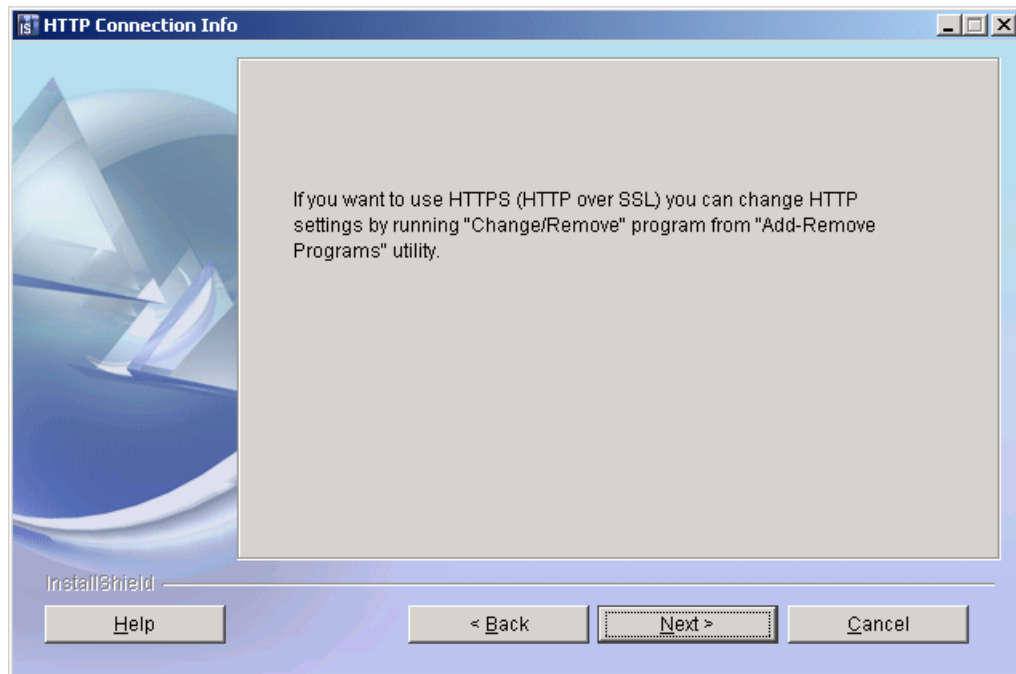 HTTP Connection Info
If you want to use HTTPS (HTTP over SSL) you can change HTTP
settings by running "Change/Remove" program from "Add-Remove
Programs" utility.
InstallShield
Help
< Back
Next >
Cancel